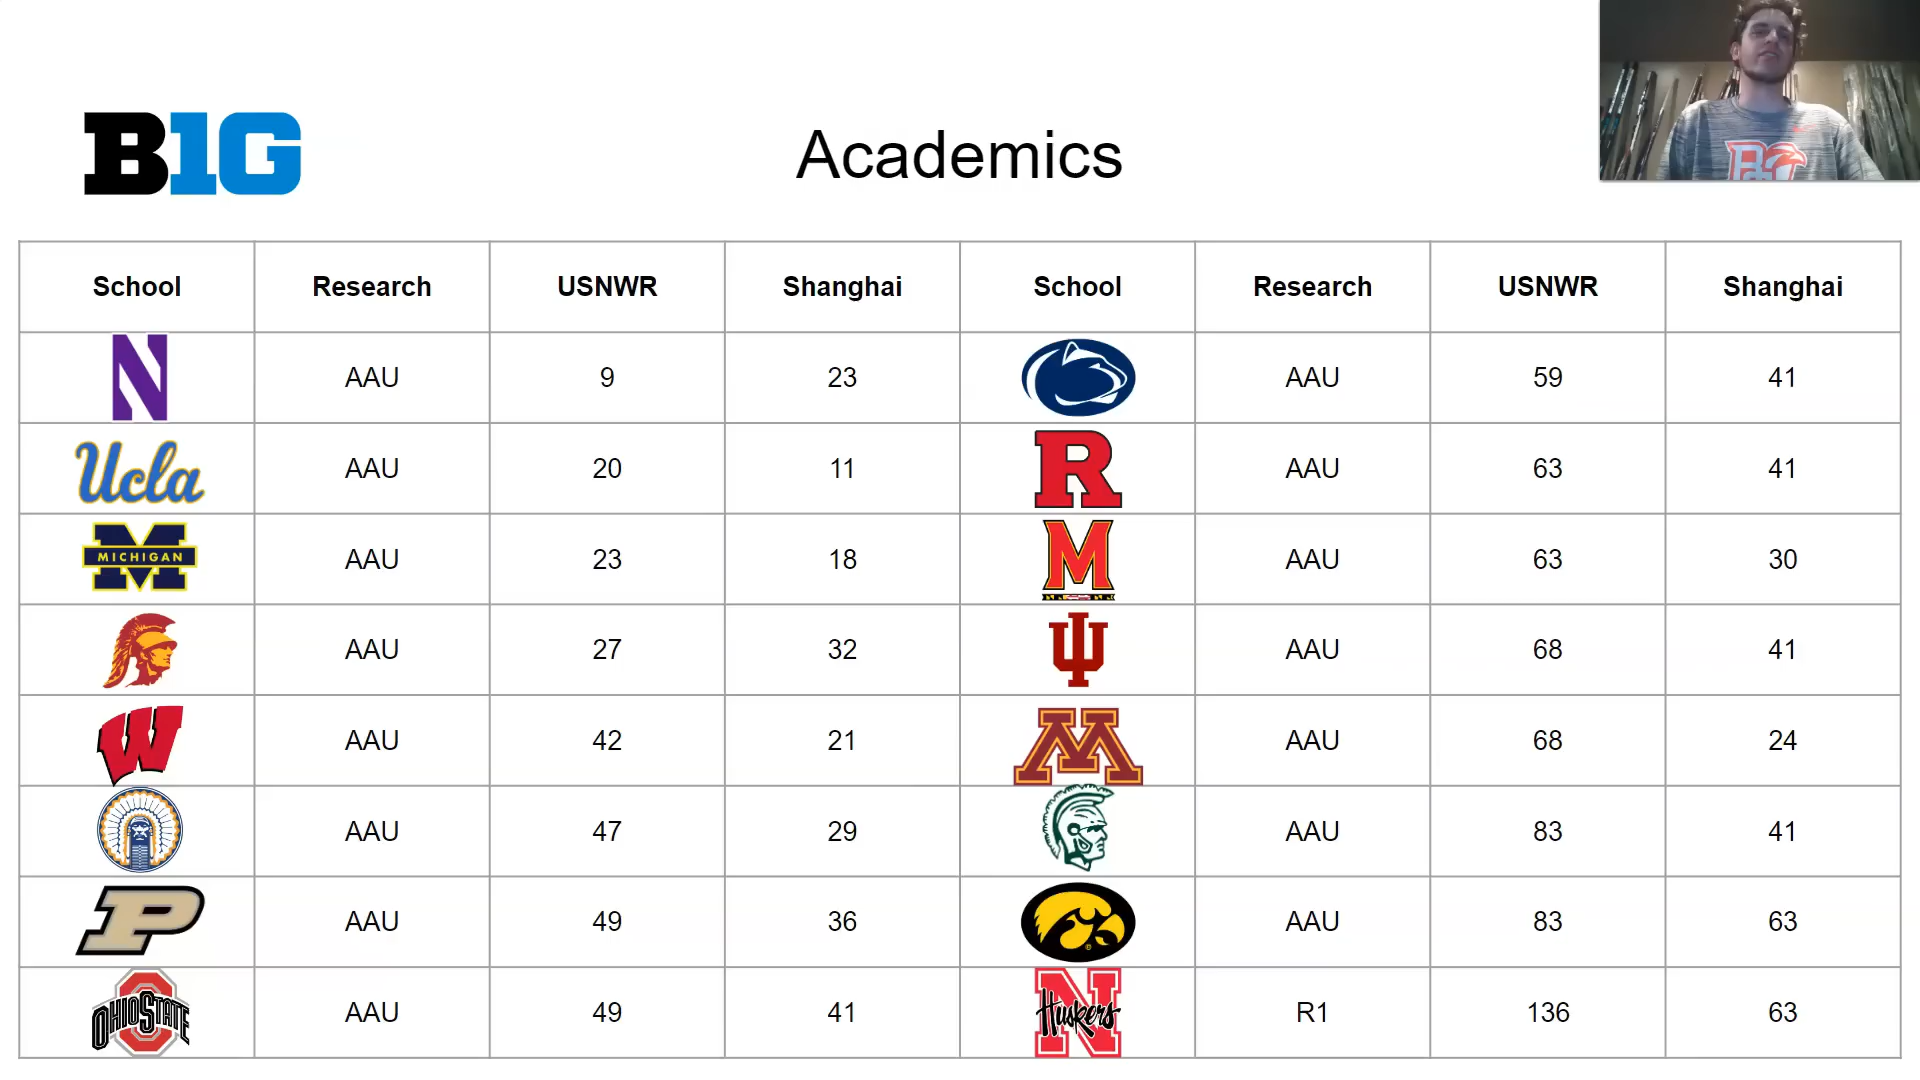 B1G
Academics
School Research USNWR Shanghai School Research USNWR Shanghai
N AAU 9 23 AAU 59 41
Ucla AAU 20 11 R AAU 63 41
M MICHIGAN AAU 23 18 M AAU 63 30
AAU 27 32 IU AAU 68 41
W AAU 42 21 M AAU 68 24
AAU 47 29 AAU 83 41
P AAU 49 36 AAU 83 63
OHIO STATE AAU 49 41 N Huskers R1 136 63